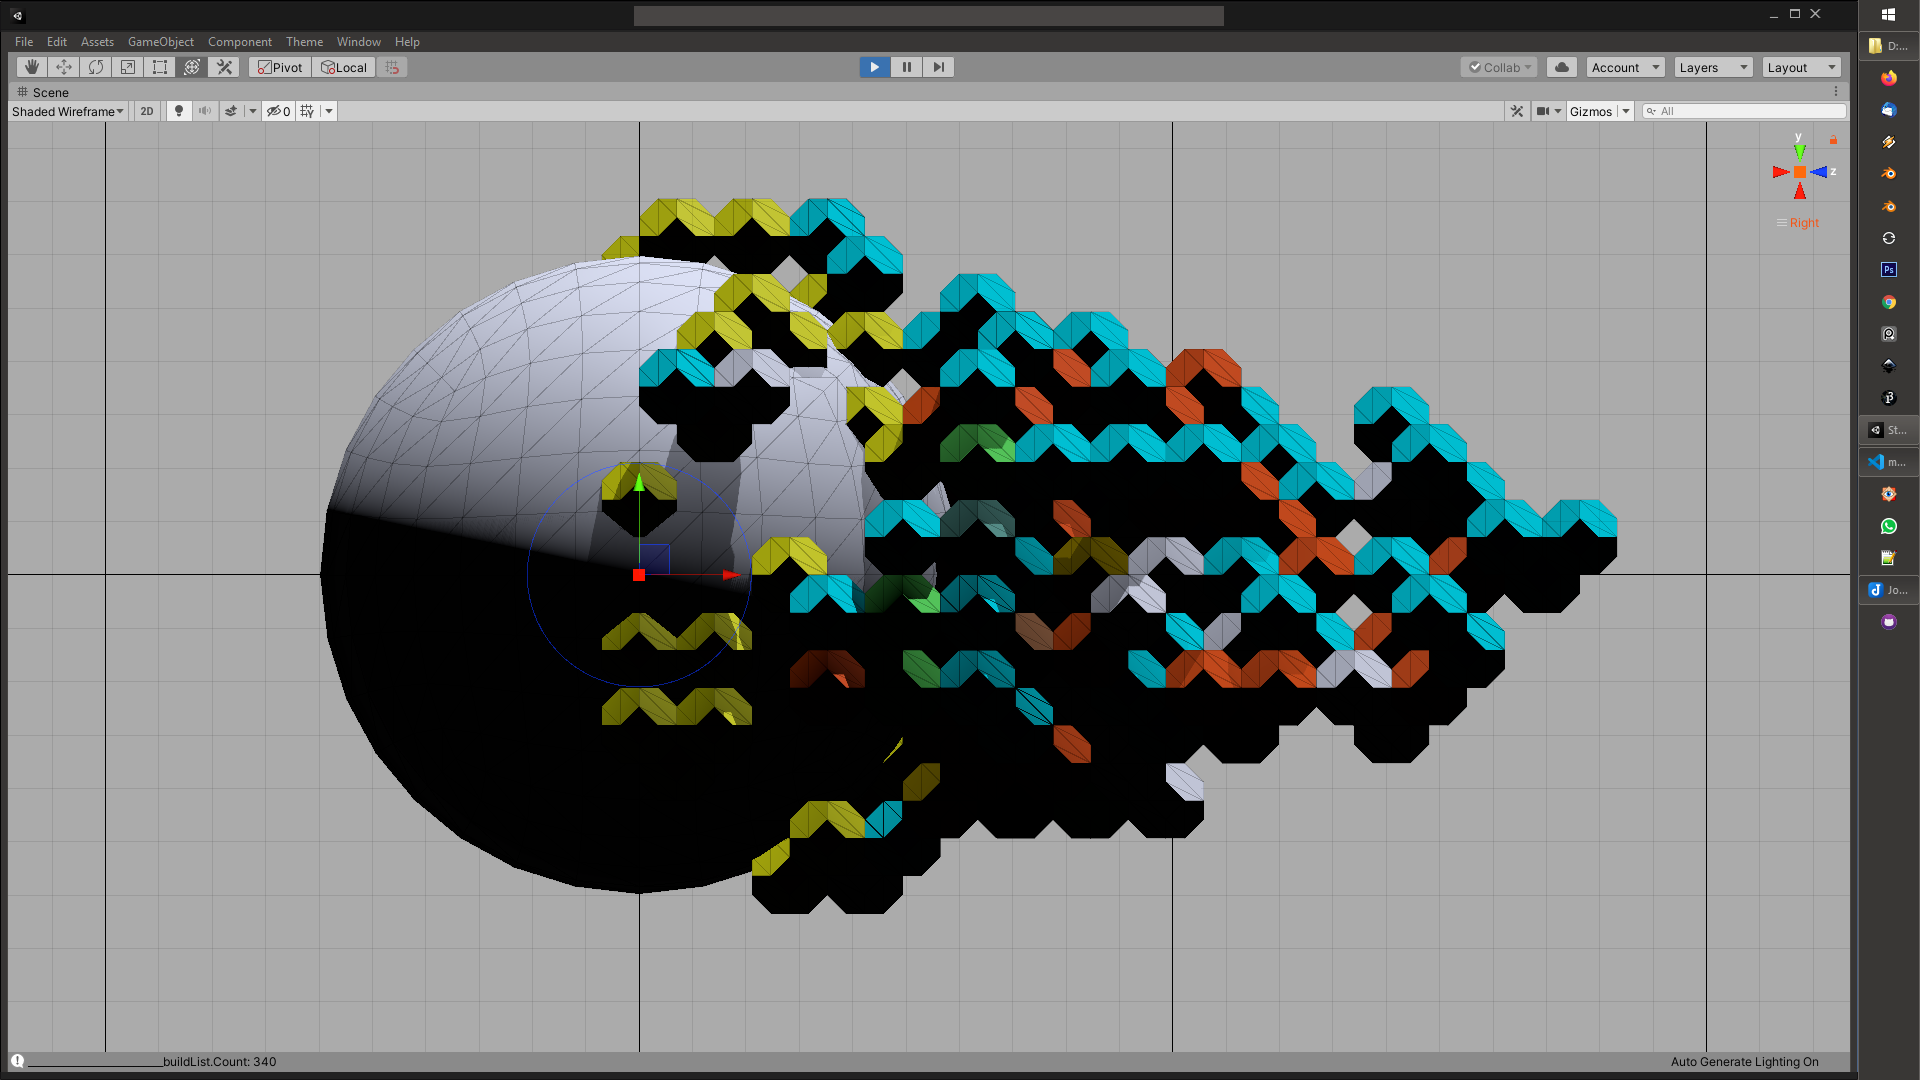 File Edit Assets GameObject Component Theme Window Help
Pivot Local Collab Account Layers Layout
Scene
Shaded Wireframe 2D 0 Gizmos All
y
z
Right
D:...
Ps
St...
m...
Jo...
buildList.Count: 340
Auto Generate Lighting On